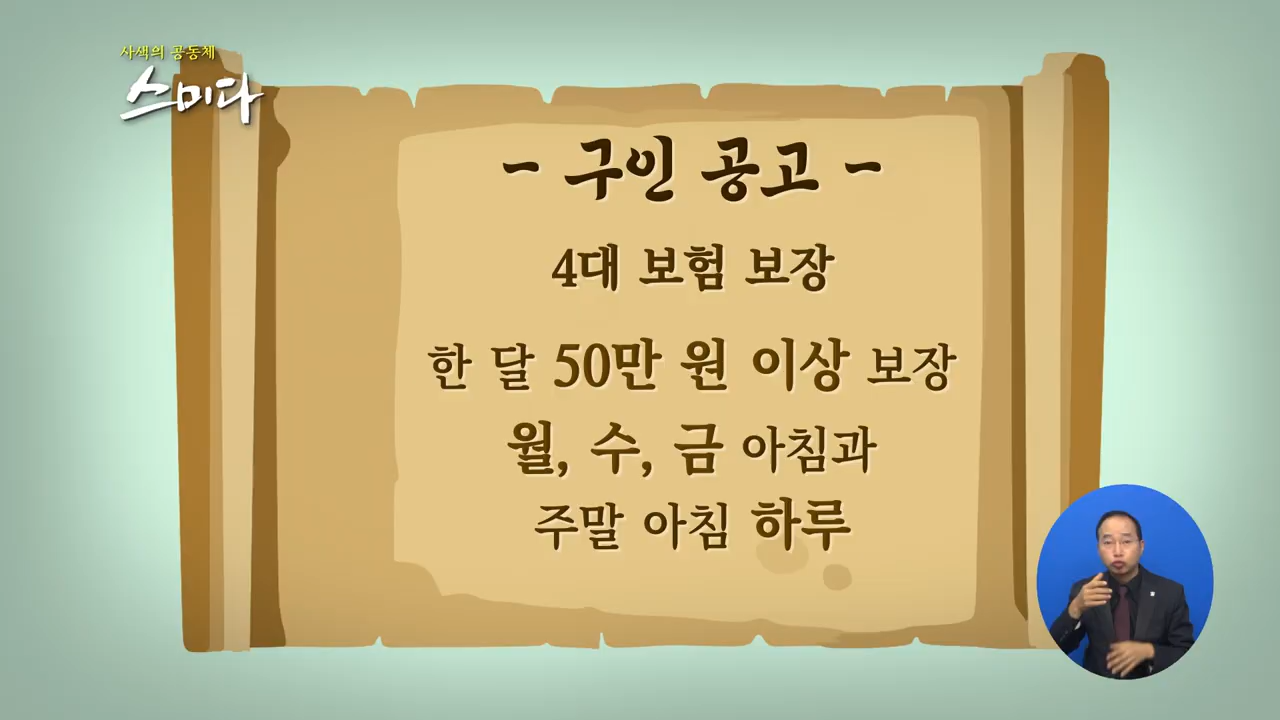 사색의 공동체
스미다
- 구인 공고 -
4대 보험 보장
한 달 50만 원 이상 보장
월, 수, 금 아침과
주말 아침 하루